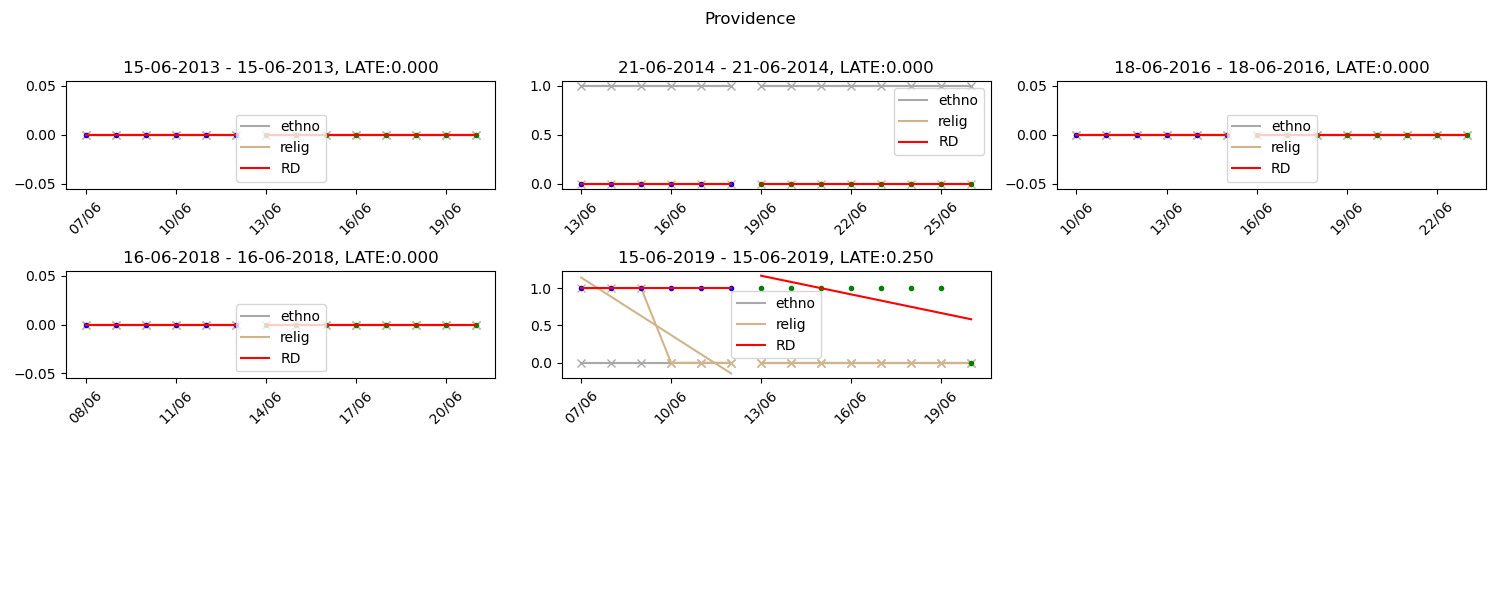 Providence
15-06-2013 - 15-06-2013, LATE:0.000
0.05
0.00
−0.05
ethno
relig
RD
07/06
10/06
13/06
16/06
19/06
21-06-2014 - 21-06-2014, LATE:0.000
1.0
0.5
0.0
ethno
relig
RD
13/06
16/06
19/06
22/06
25/06
18-06-2016 - 18-06-2016, LATE:0.000
0.05
0.00
−0.05
ethno
relig
RD
10/06
13/06
16/06
19/06
22/06
16-06-2018 - 16-06-2018, LATE:0.000
0.05
0.00
−0.05
ethno
relig
RD
08/06
11/06
14/06
17/06
20/06
15-06-2019 - 15-06-2019, LATE:0.250
1.0
0.5
0.0
ethno
relig
RD
07/06
10/06
13/06
16/06
19/06